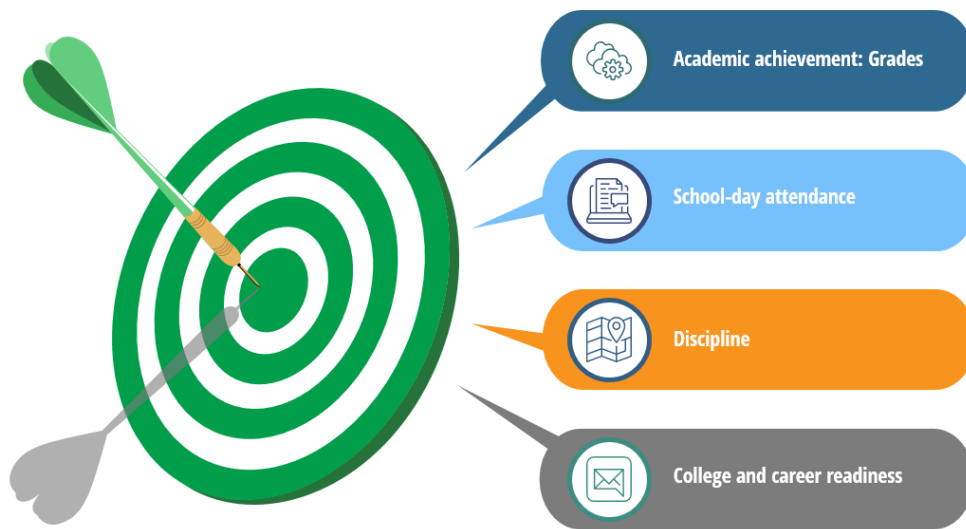 Academic achievement: Grades
School-day attendance
Discipline
College and career readiness